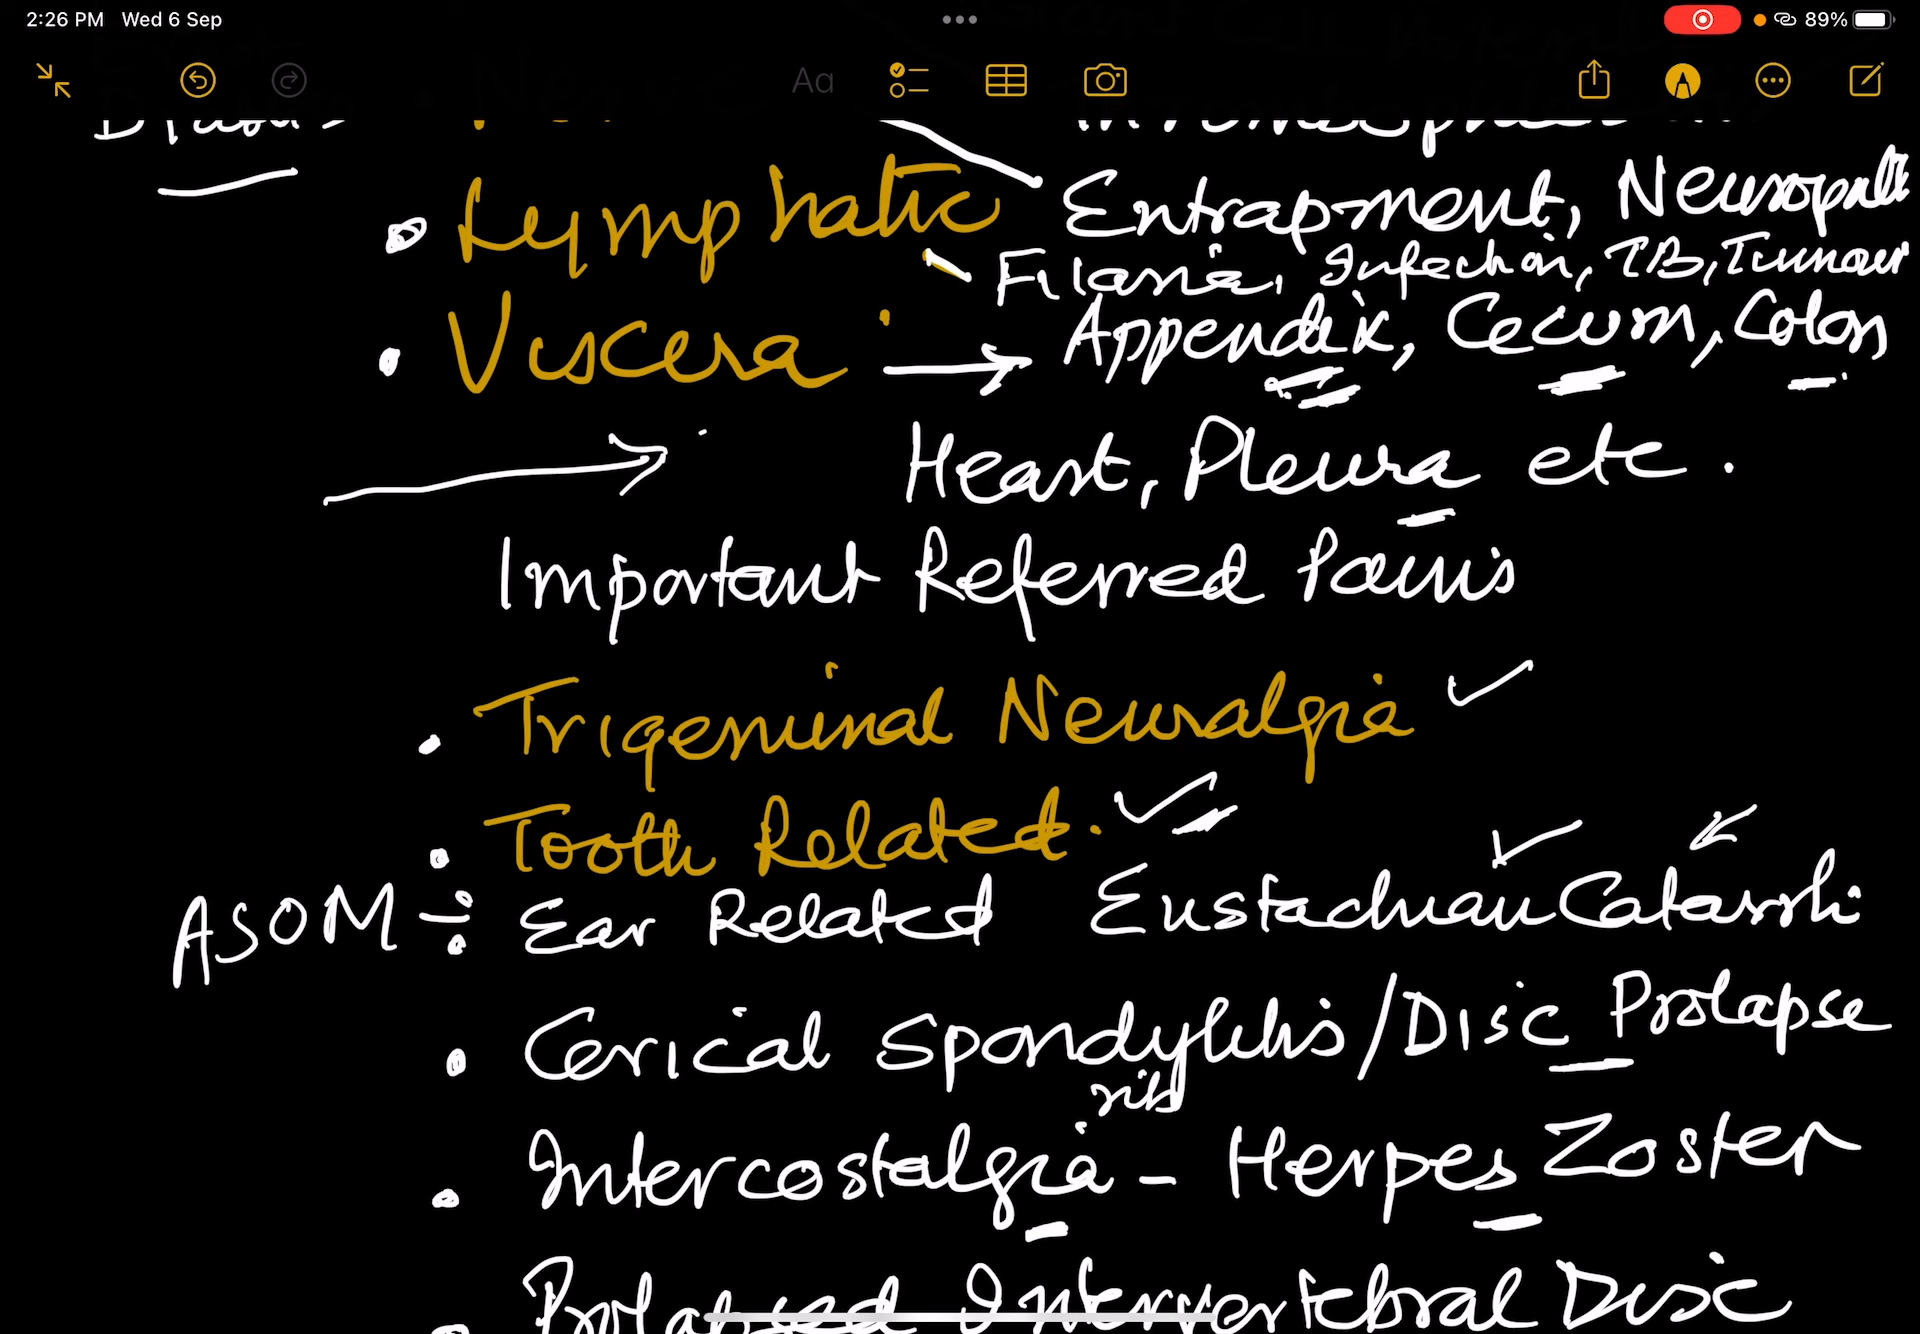 2:26 PM Wed 6 Sep 89%
Aa
• Lymphatic Entrapment, Neuropath
Filaria, Infection, TB, Tumour
• Viscera : → Appendix, Cecum, Colon
→ Heart, Pleura etc.
Important Referred Pains
• Trigeminal Neuralgia ✓
• Tooth Related. ✓
ASOM ÷ Ear Related Eustachian Catarrh.
• Cerical Spondylitis/Disc Prolapse
rib
• Intercostalgia - Herpes Zoster
• Prolapsed Intervertebral Disc